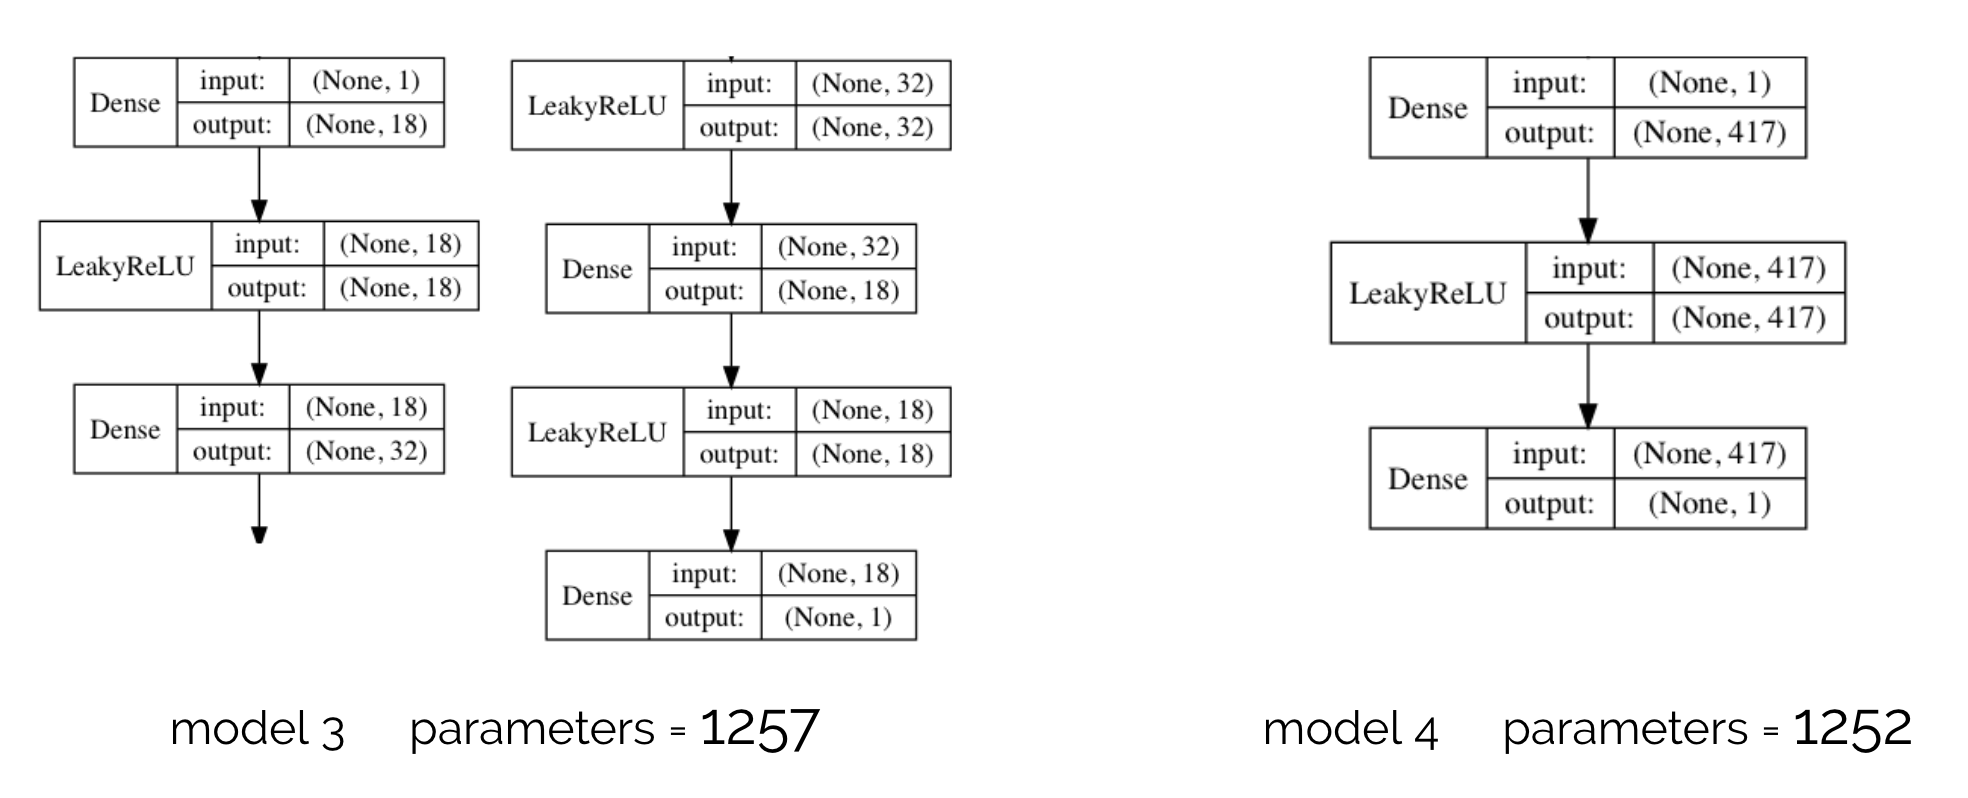 Dense
input: (None, 1)
output: (None, 18)
LeakyReLU
input: (None, 18)
output: (None, 18)
Dense
input: (None, 18)
output: (None, 32)
LeakyReLU
input: (None, 32)
output: (None, 32)
Dense
input: (None, 32)
output: (None, 18)
LeakyReLU
input: (None, 18)
output: (None, 18)
Dense
input: (None, 18)
output: (None, 1)
model 3 parameters = 1257
Dense
input: (None, 1)
output: (None, 417)
LeakyReLU
input: (None, 417)
output: (None, 417)
Dense
input: (None, 417)
output: (None, 1)
model 4 parameters = 1252